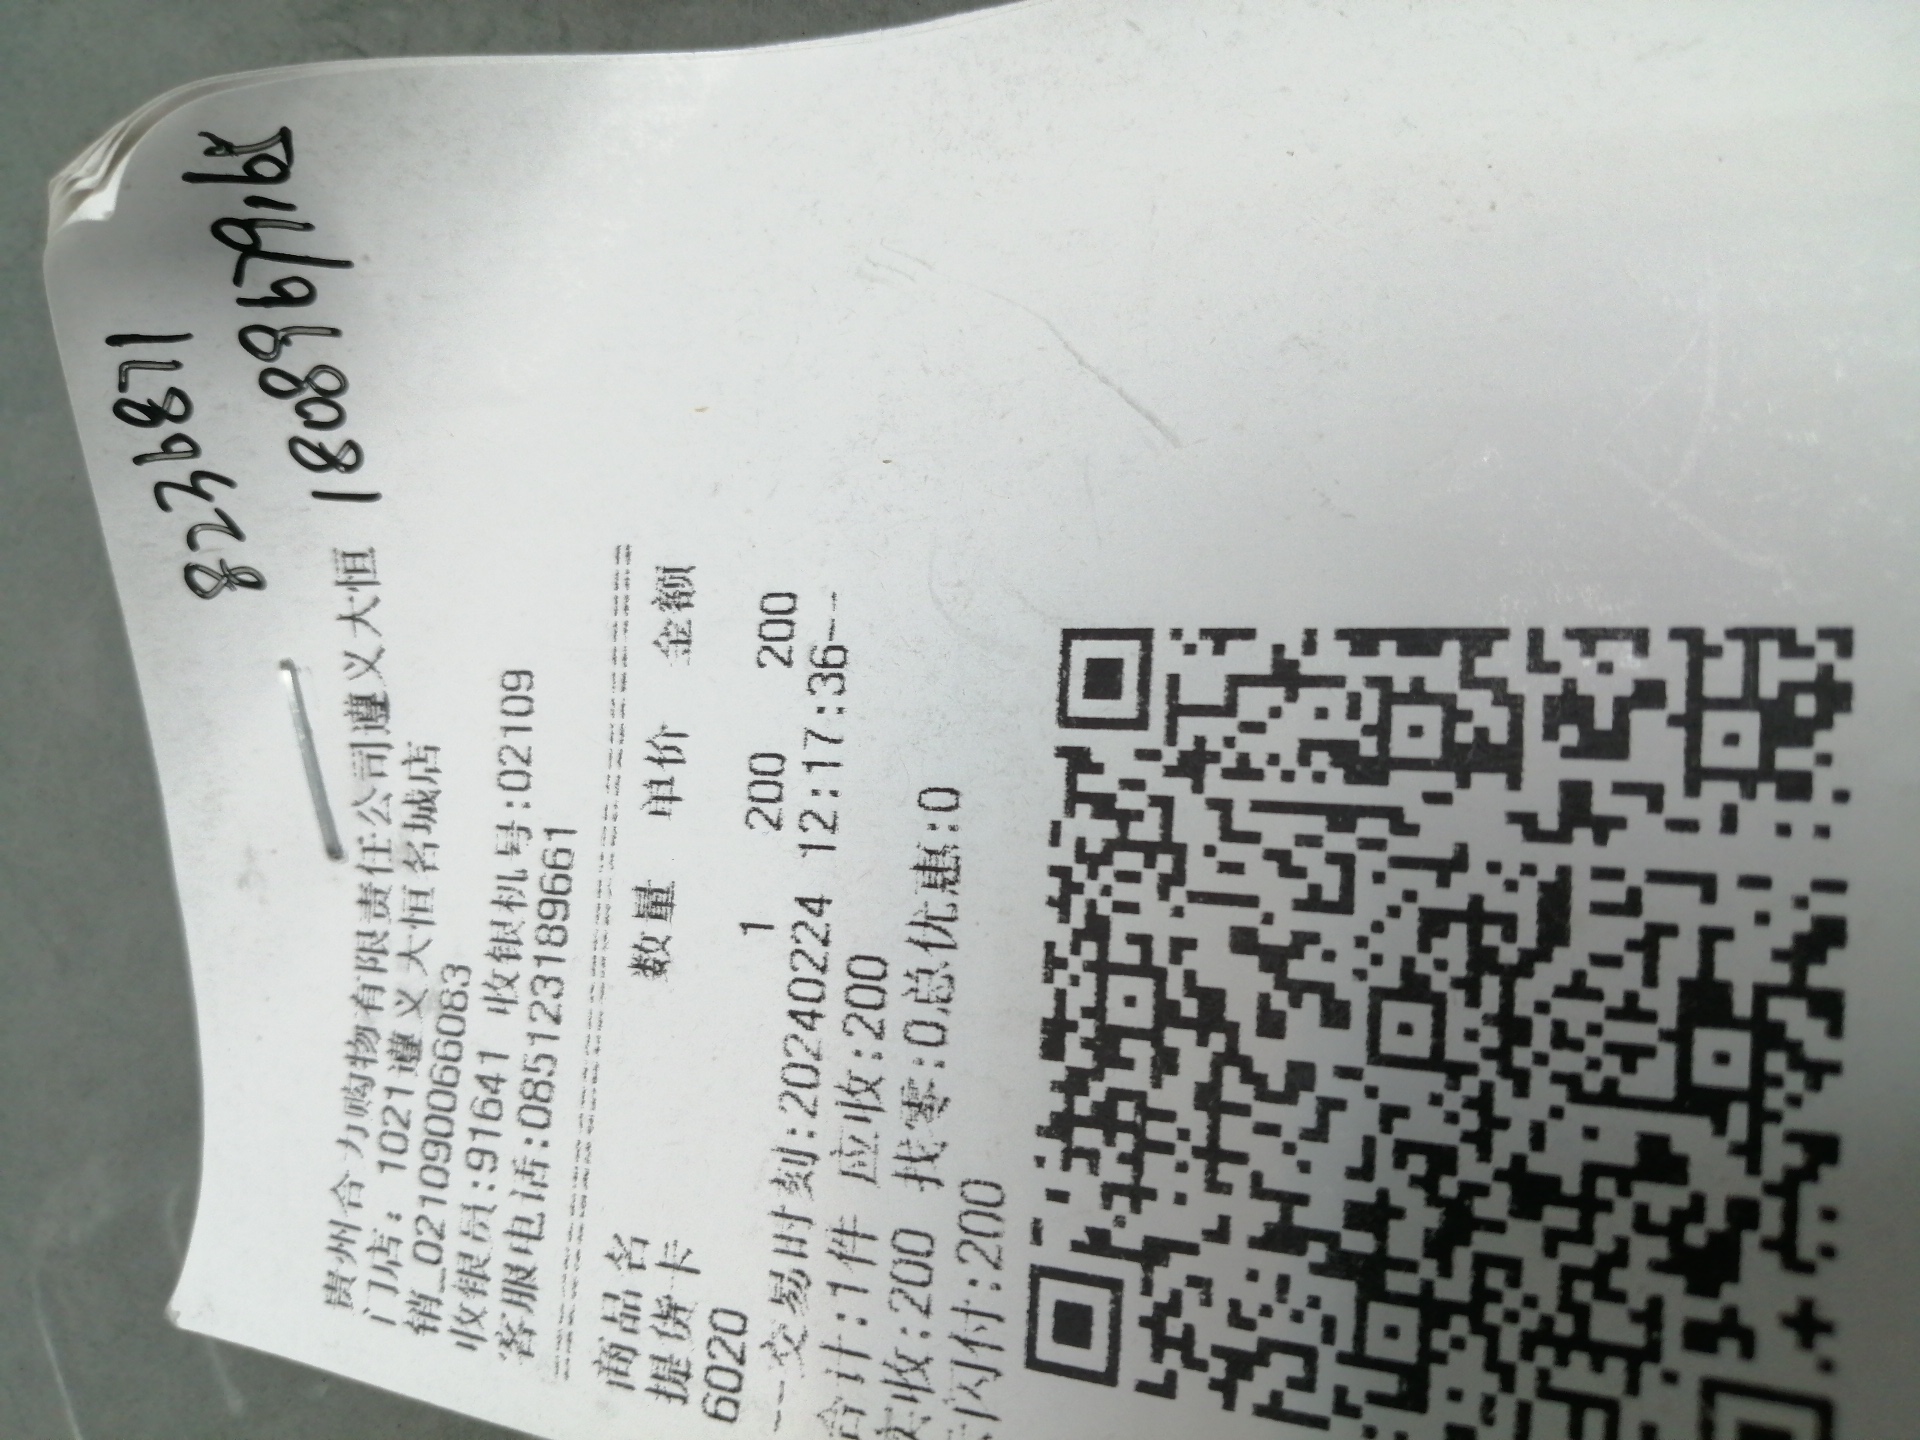 8236871
18089679192
贵州合力购物有限责任公司遵义大恒
门店: 1021遵义大恒名城店
销_021090066083
收银员:91641 收银机号:02109
客服电话:085123189661
商品名 数量 单价 金额
提货卡
6020 1 200 200
---交易时刻:20240224 12:17:36--
合计:1件 应收:200
实收:200 找零:0总优惠:0
闪付:200